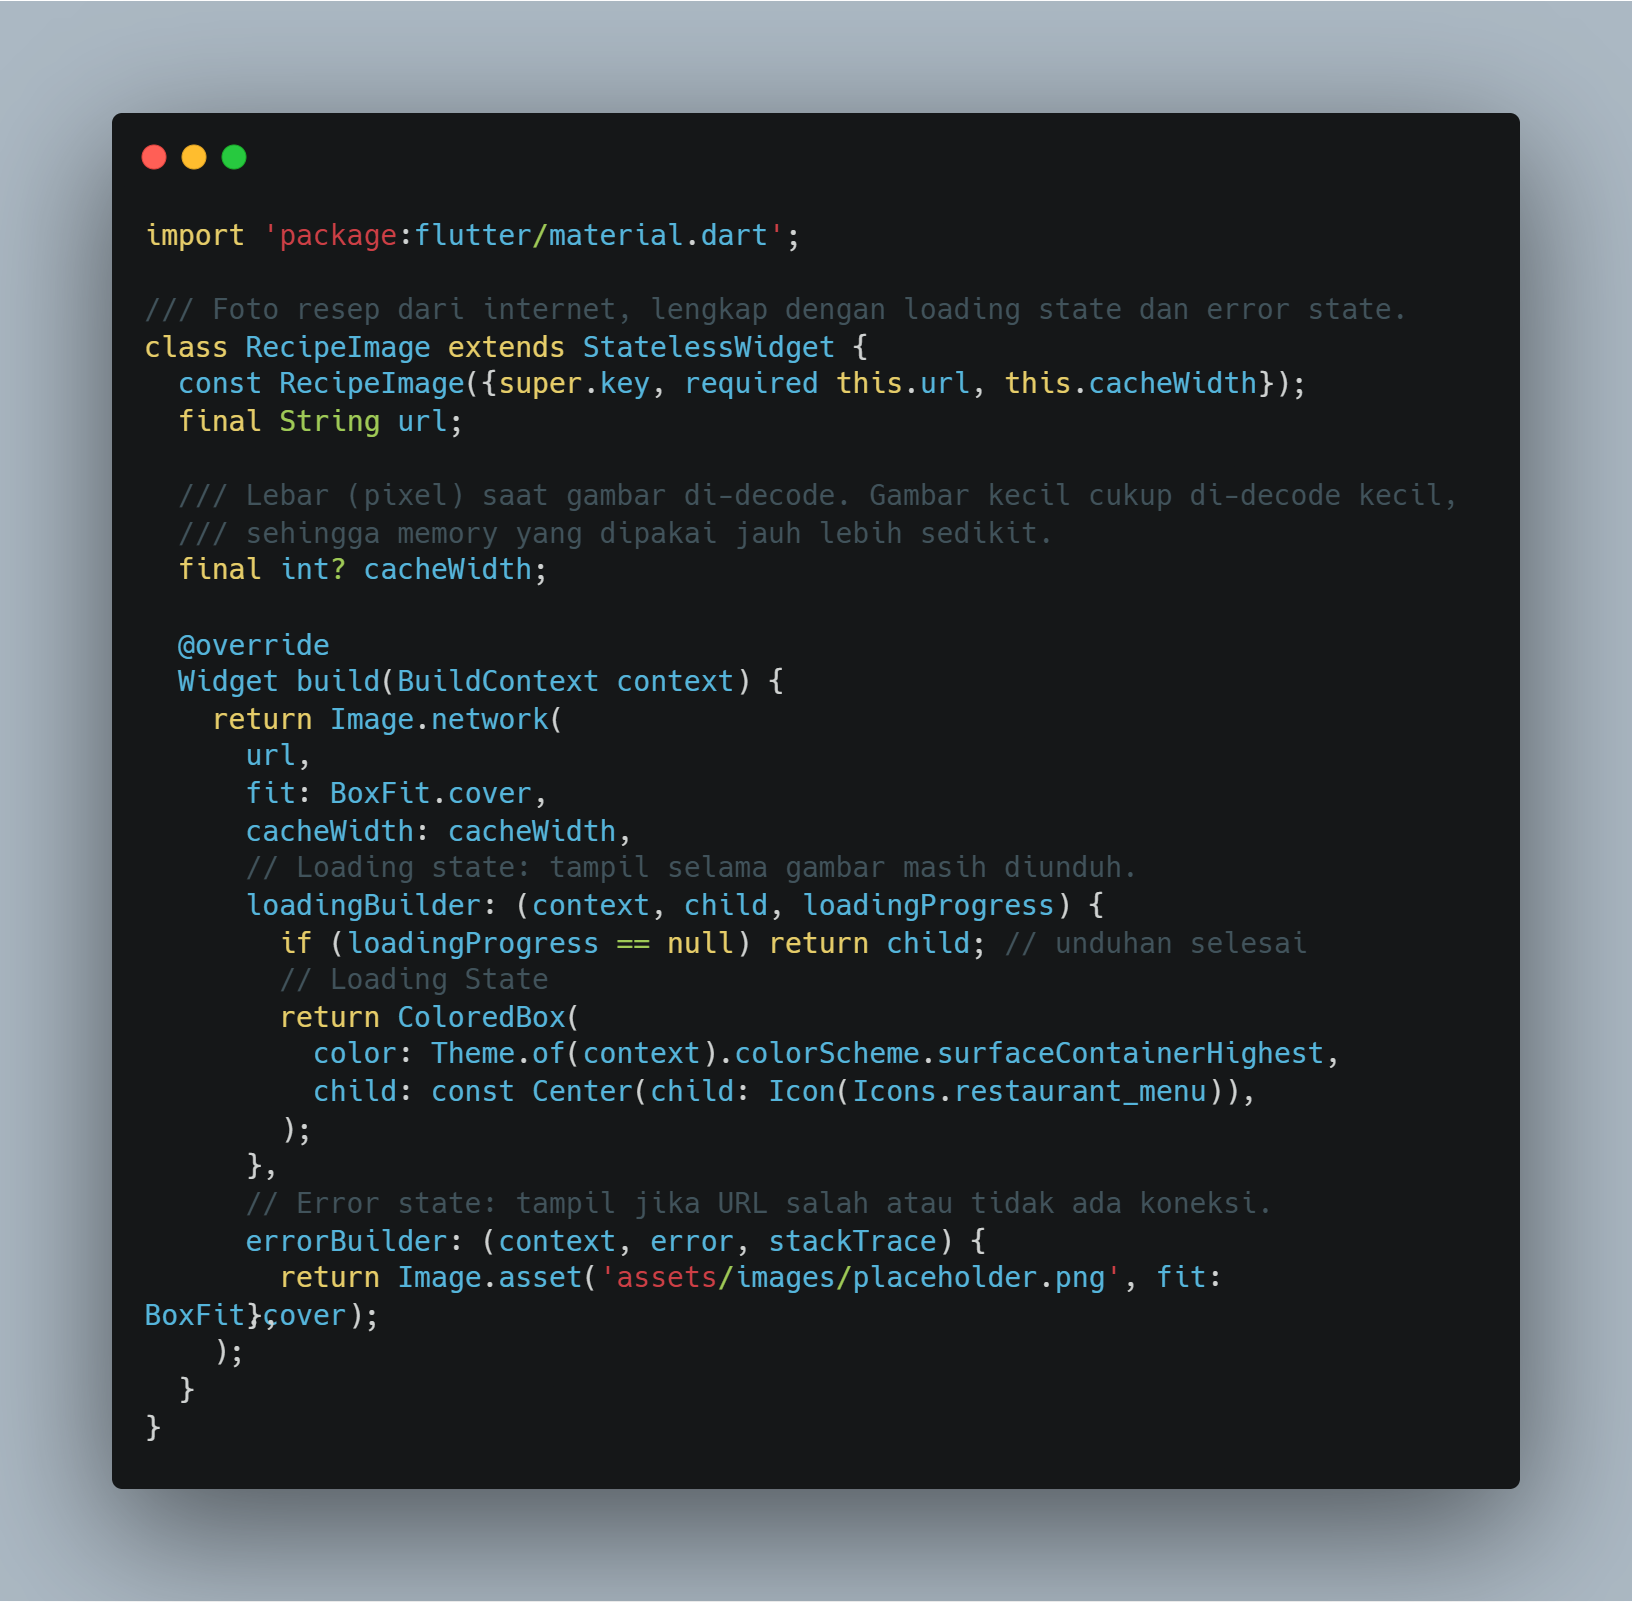 import 'package:flutter/material.dart';

/// Foto resep dari internet, lengkap dengan loading state dan error state.
class RecipeImage extends StatelessWidget {
  const RecipeImage({super.key, required this.url, this.cacheWidth});
  final String url;

  /// Lebar (pixel) saat gambar di-decode. Gambar kecil cukup di-decode kecil,
  /// sehingga memory yang dipakai jauh lebih sedikit.
  final int? cacheWidth;

  @override
  Widget build(BuildContext context) {
    return Image.network(
      url,
      fit: BoxFit.cover,
      cacheWidth: cacheWidth,
      // Loading state: tampil selama gambar masih diunduh.
      loadingBuilder: (context, child, loadingProgress) {
        if (loadingProgress == null) return child; // unduhan selesai
        // Loading State
        return ColoredBox(
          color: Theme.of(context).colorScheme.surfaceContainerHighest,
          child: const Center(child: Icon(Icons.restaurant_menu)),
        );
      },
      // Error state: tampil jika URL salah atau tidak ada koneksi.
      errorBuilder: (context, error, stackTrace) {
        return Image.asset('assets/images/placeholder.png', fit:
BoxFit.cover);
      },
    );
  }
}